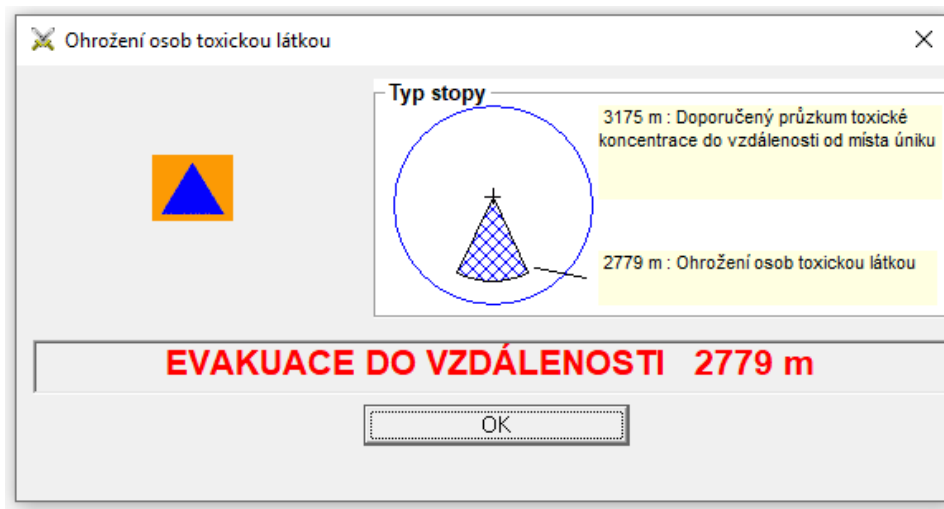 Ohrožení osob toxickou látkou
Typ stopy
3175 m : Doporučený průzkum toxické
koncentrace do vzdálenosti od místa úniku
2779 m : Ohrožení osob toxickou látkou
EVAKUACE DO VZDÁLENOSTI 2779 m
OK